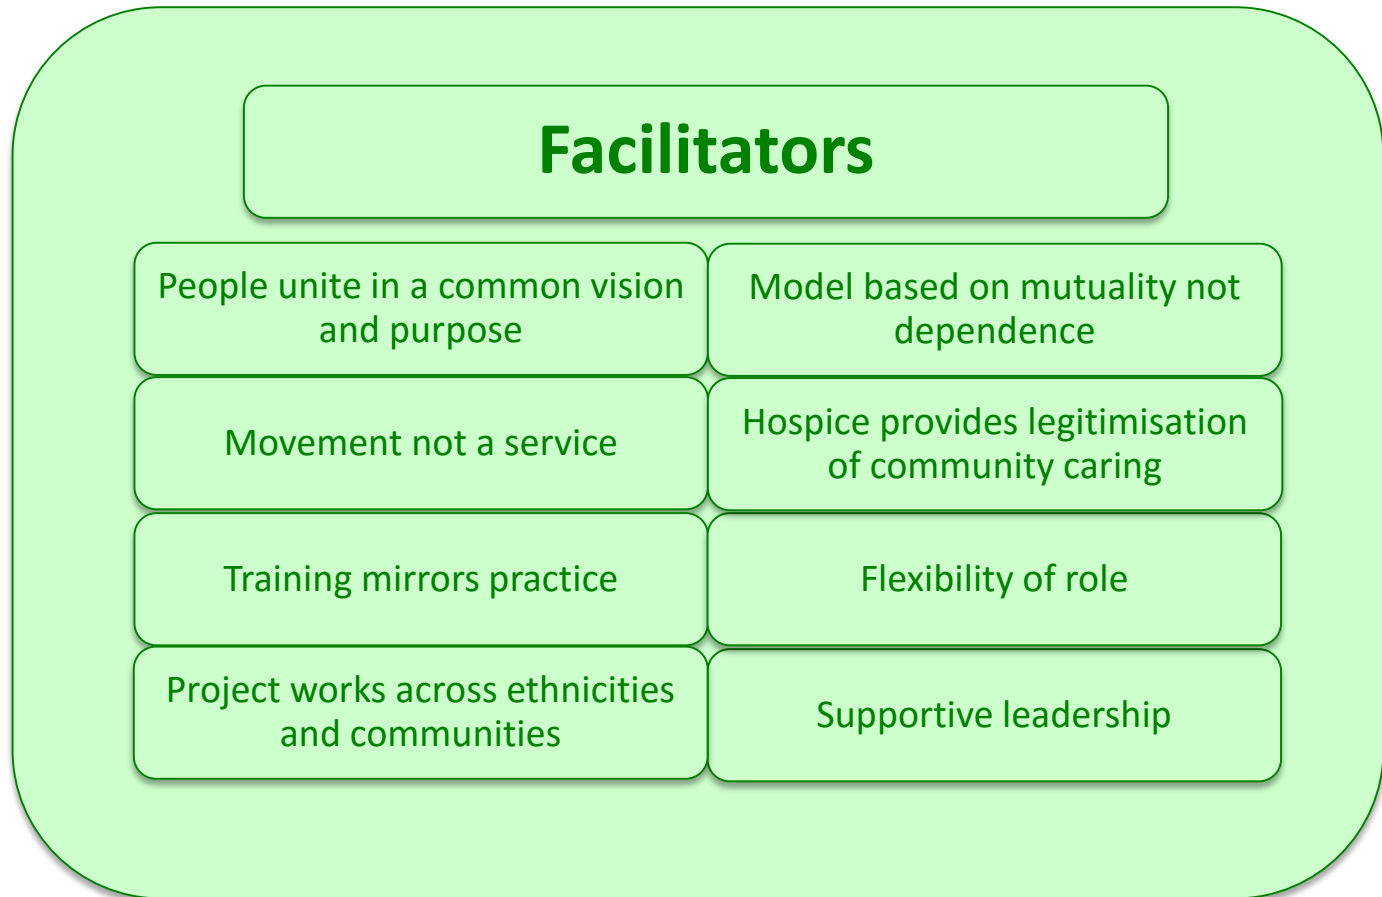 Facilitators
People unite in a common vision
and purpose
Model based on mutuality not
dependence
Movement not a service
Hospice provides legitimisation
of community caring
Training mirrors practice
Flexibility of role
Project works across ethnicities
and communities
Supportive leadership